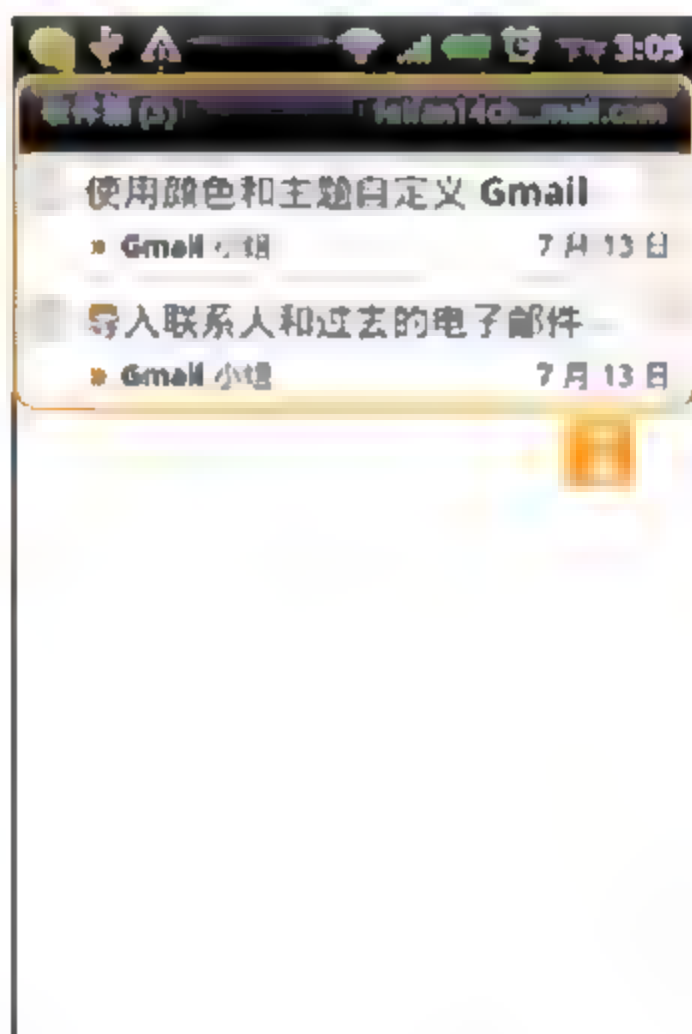 下午3:05
收件箱
使用颜色和主题自定义 Gmail
» Gmail 小组 7 月 13 日
导入联系人和过去的电子邮件
» Gmail 小组 7 月 13 日